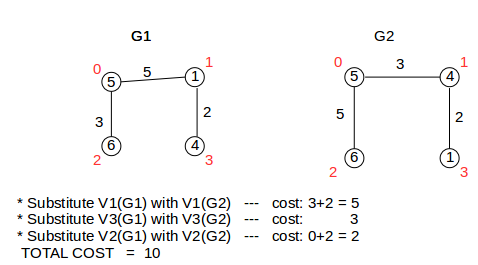 G1 G2
0 1 0 1
5 5 1 5 3 4
3 2 5 2
6 4 6 1
2 3 2 3
* Substitute V1(G1) with V1(G2) --- cost: 3+2 = 5
* Substitute V3(G1) with V3(G2) --- cost: 3
* Substitute V2(G1) with V2(G2) --- cost: 0+2 = 2
TOTAL COST = 10